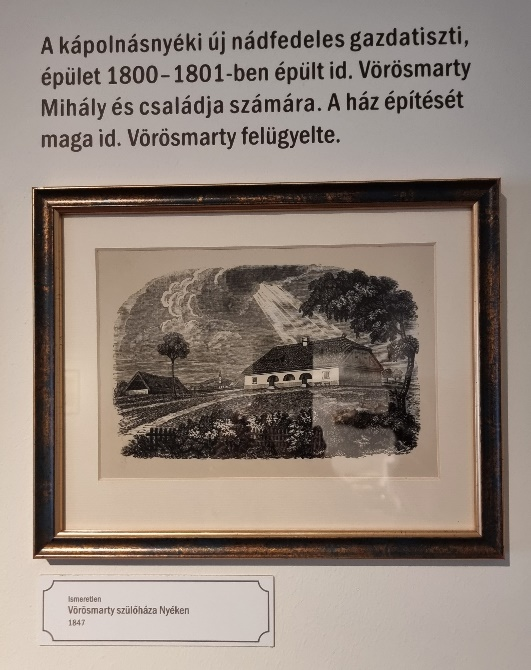 A kápolnásnyéki új nádfedeles gazdatiszti,
épület 1800–1801-ben épült id. Vörösmarty
Mihály és családja számára. A ház építését
maga id. Vörösmarty felügyelte.
Ismeretlen
Vörösmarty szülőháza Nyéken
1847